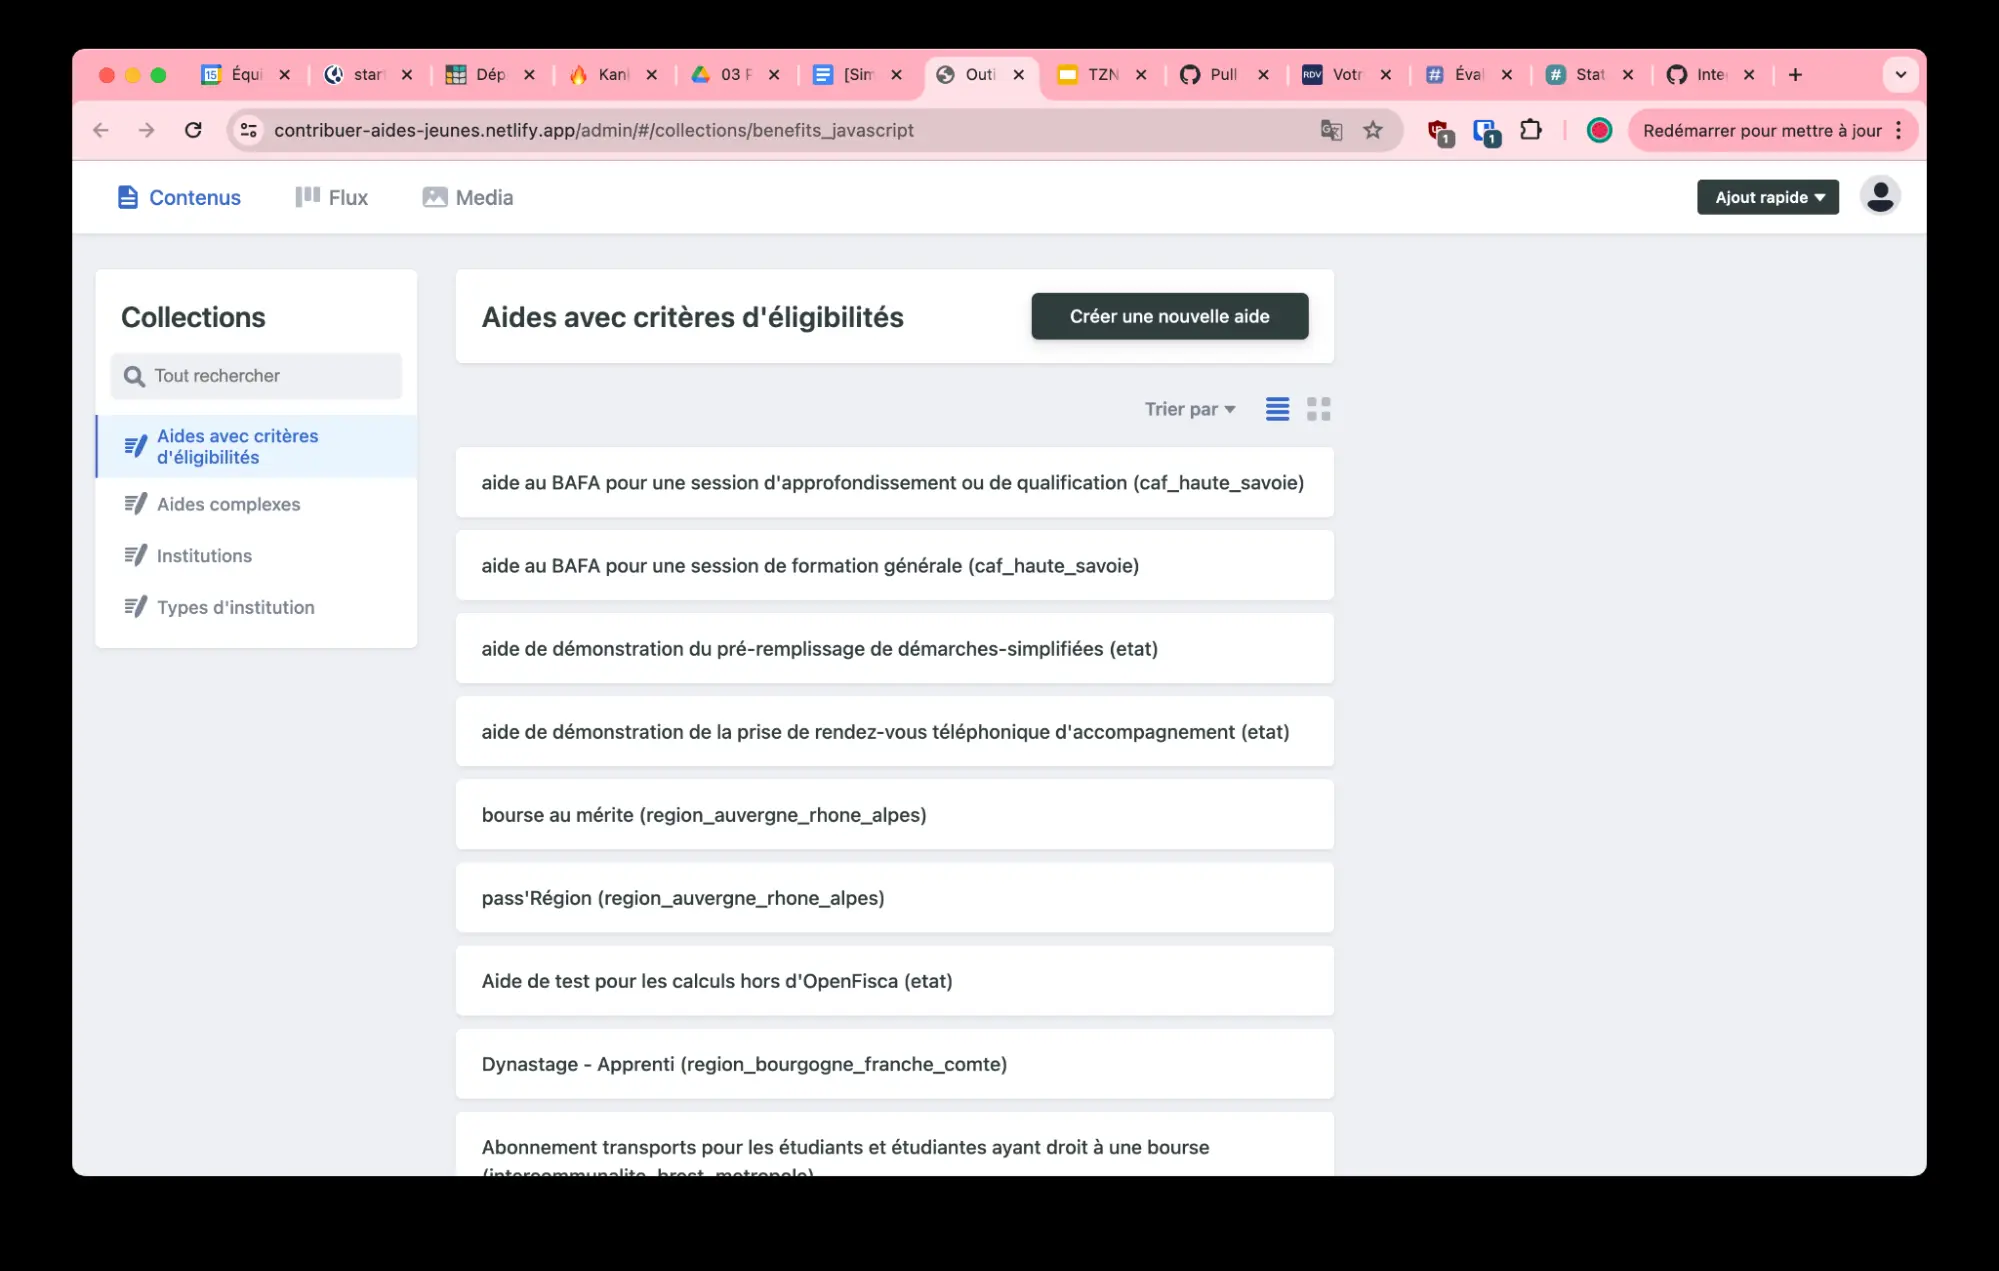 15 Équi
star
Dép
Kan
03 F
[Sim
Outi
TZN
Pull
RDV Votr
# Éval
# Stat
Inte
contribuer-aides-jeunes.netlify.app/admin/#/collections/benefits_javascript
1
1
Redémarrer pour mettre à jour
Contenus
Flux
Media
Ajout rapide
Collections
Tout rechercher
Aides avec critères
d'éligibilités
Aides complexes
Institutions
Types d'institution
Aides avec critères d'éligibilités
Créer une nouvelle aide
Trier par
aide au BAFA pour une session d'approfondissement ou de qualification (caf_haute_savoie)
aide au BAFA pour une session de formation générale (caf_haute_savoie)
aide de démonstration du pré-remplissage de démarches-simplifiées (etat)
aide de démonstration de la prise de rendez-vous téléphonique d'accompagnement (etat)
bourse au mérite (region_auvergne_rhone_alpes)
pass'Région (region_auvergne_rhone_alpes)
Aide de test pour les calculs hors d'OpenFisca (etat)
Dynastage - Apprenti (region_bourgogne_franche_comte)
Abonnement transports pour les étudiants et étudiantes ayant droit à une bourse
(intercommunalite_brest_metropole)